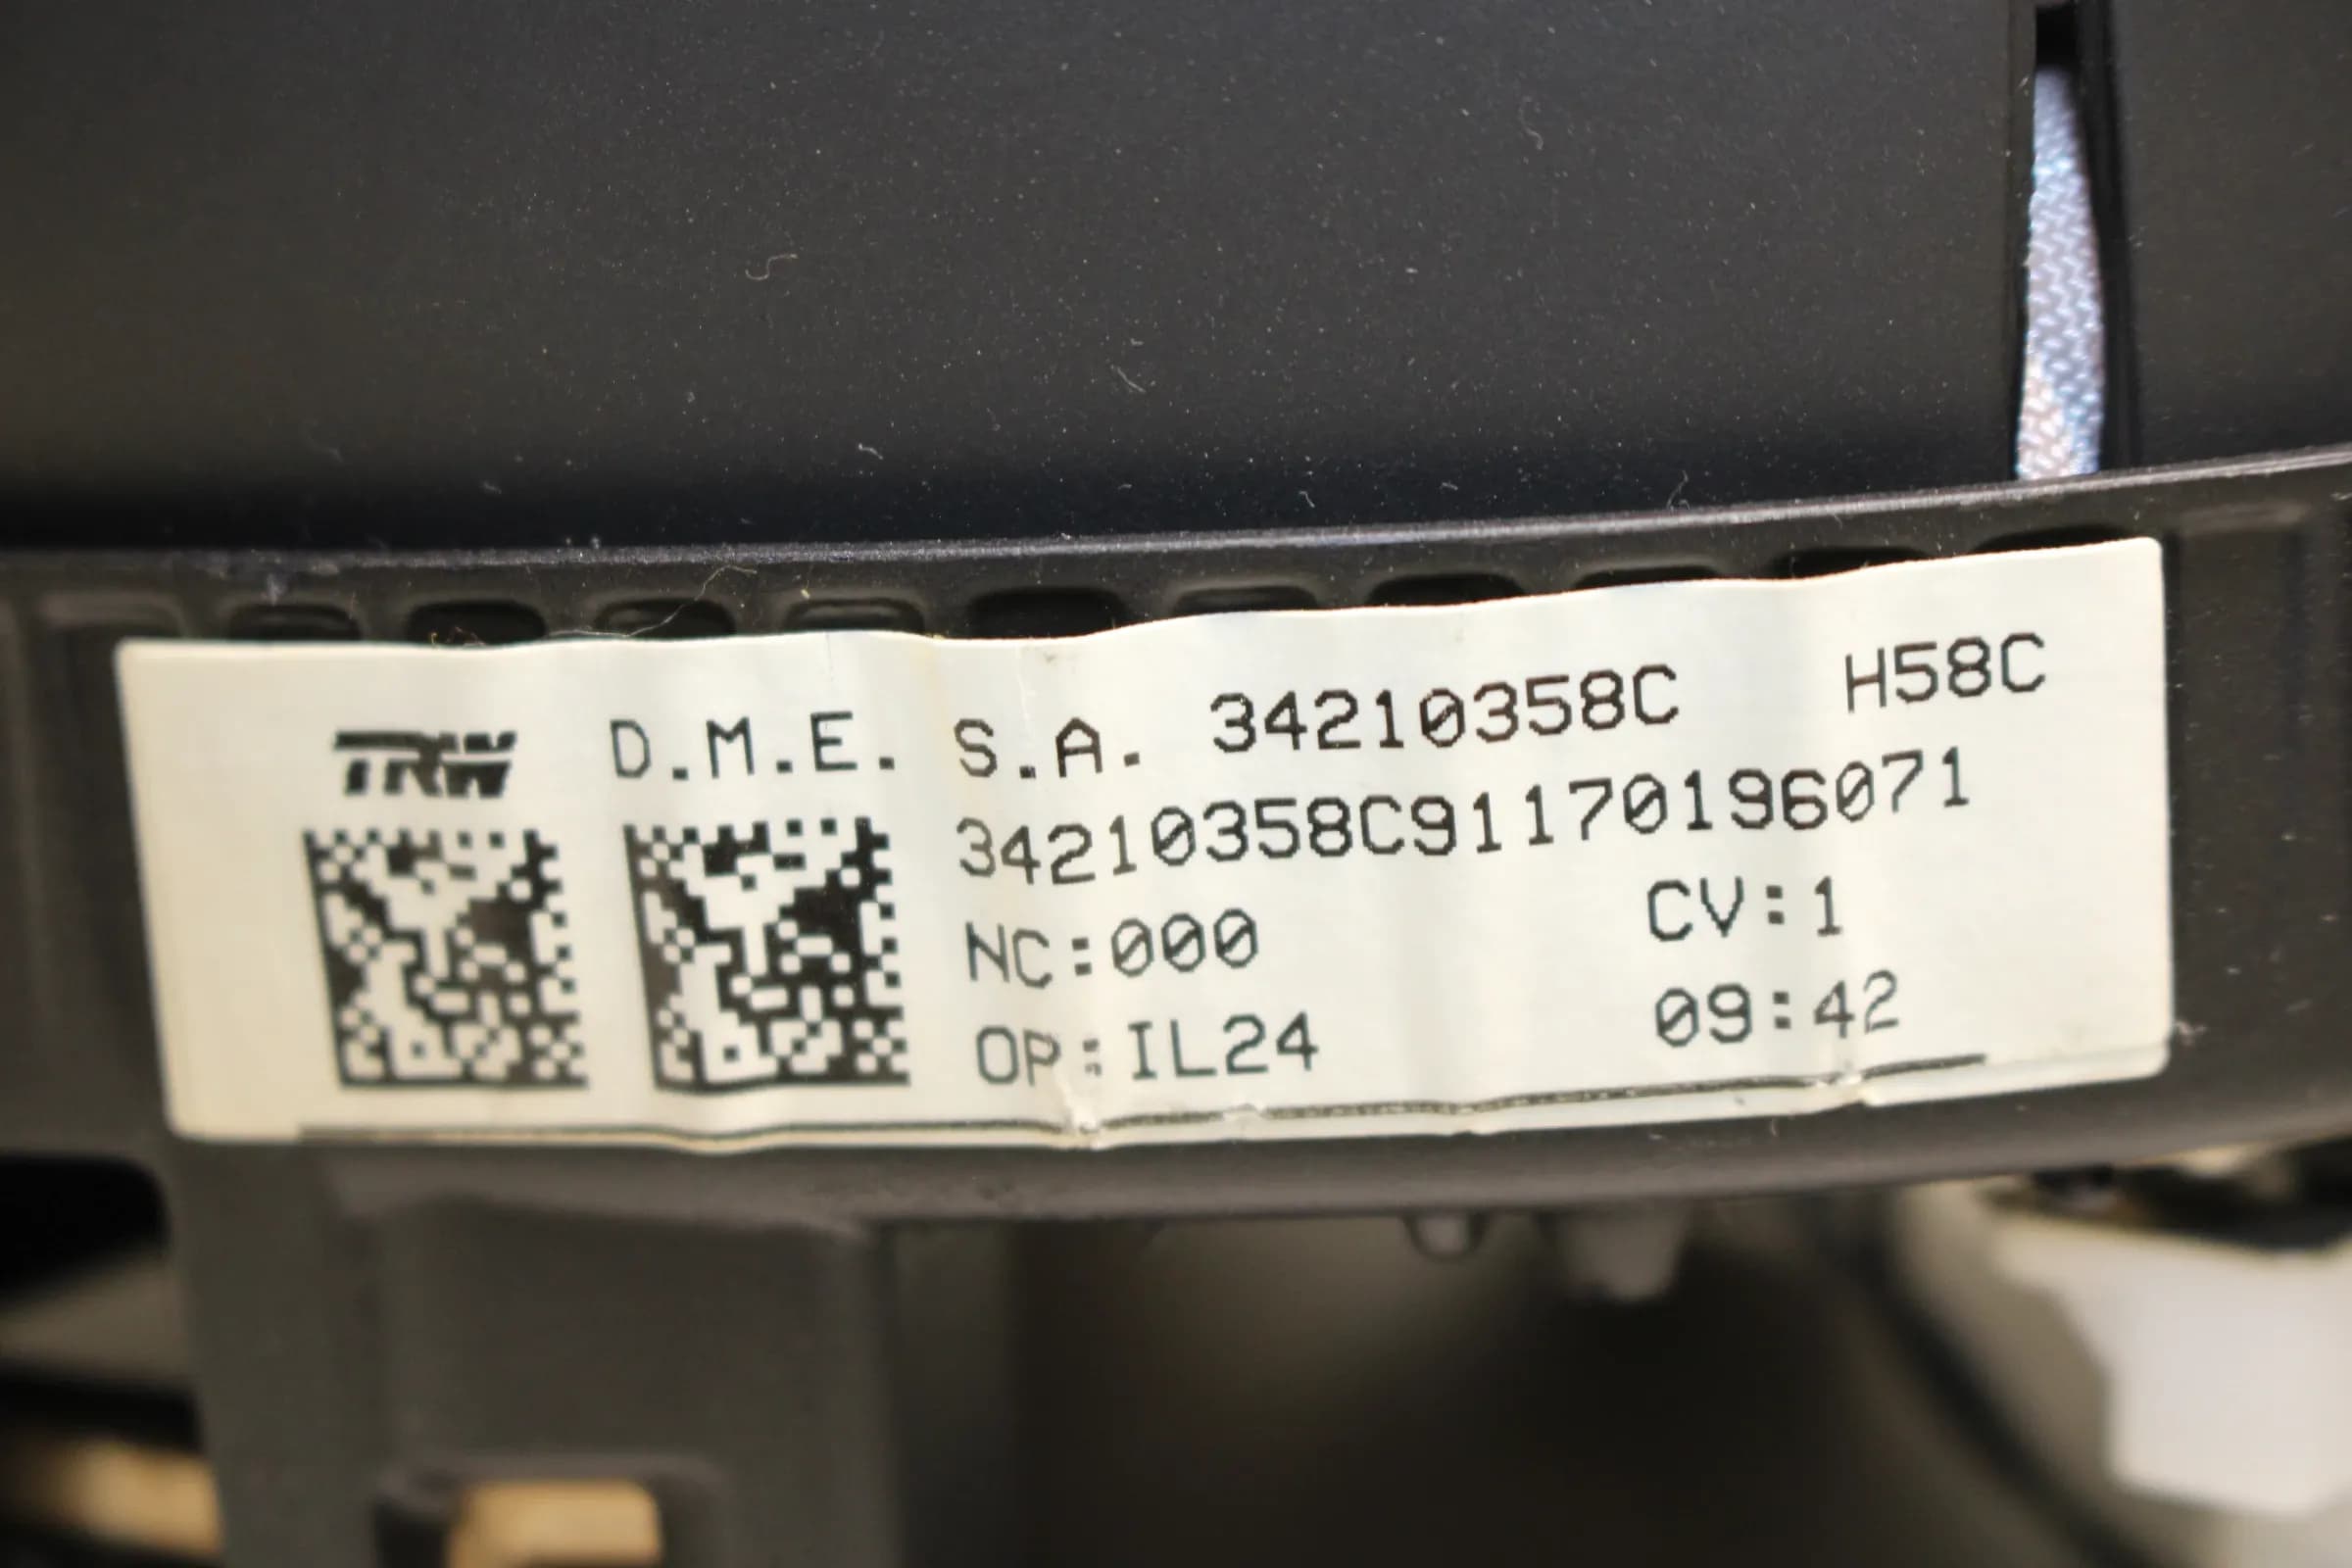 TRW D.M.E. S.A. 34210358C H58C
34210358C91170196071
NC:000 CV:1
OP:IL24 09:42